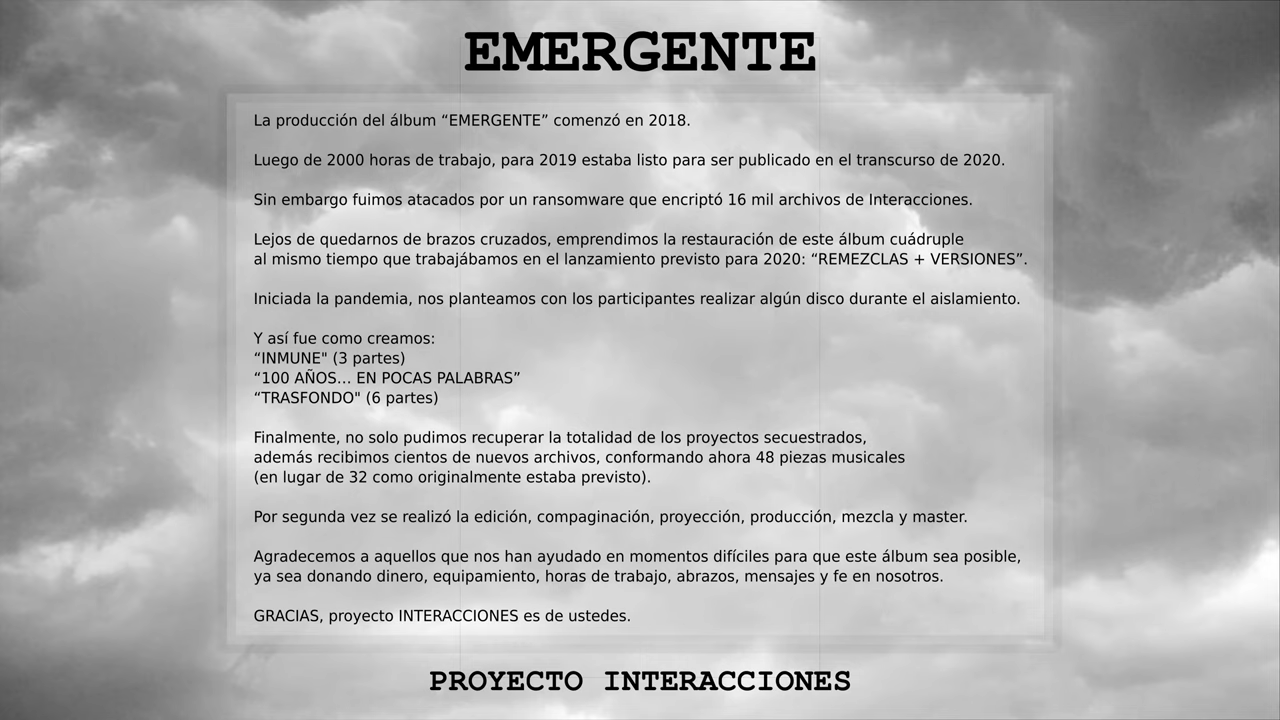 EMERGENTE
La producción del álbum “EMERGENTE” comenzó en 2018.
Luego de 2000 horas de trabajo, para 2019 estaba listo para ser publicado en el transcurso de 2020.
Sin embargo fuimos atacados por un ransomware que encriptó 16 mil archivos de Interacciones.
Lejos de quedarnos de brazos cruzados, emprendimos la restauración de este álbum cuádruple
al mismo tiempo que trabajábamos en el lanzamiento previsto para 2020: “REMEZCLAS + VERSIONES”.
Iniciada la pandemia, nos planteamos con los participantes realizar algún disco durante el aislamiento.
Y así fue como creamos:
“INMUNE" (3 partes)
“100 AÑOS... EN POCAS PALABRAS”
“TRASFONDO" (6 partes)
Finalmente, no solo pudimos recuperar la totalidad de los proyectos secuestrados,
además recibimos cientos de nuevos archivos, conformando ahora 48 piezas musicales
(en lugar de 32 como originalmente estaba previsto).
Por segunda vez se realizó la edición, compaginación, proyección, producción, mezcla y master.
Agradecemos a aquellos que nos han ayudado en momentos difíciles para que este álbum sea posible,
ya sea donando dinero, equipamiento, horas de trabajo, abrazos, mensajes y fe en nosotros.
GRACIAS, proyecto INTERACCIONES es de ustedes.
PROYECTO INTERACCIONES